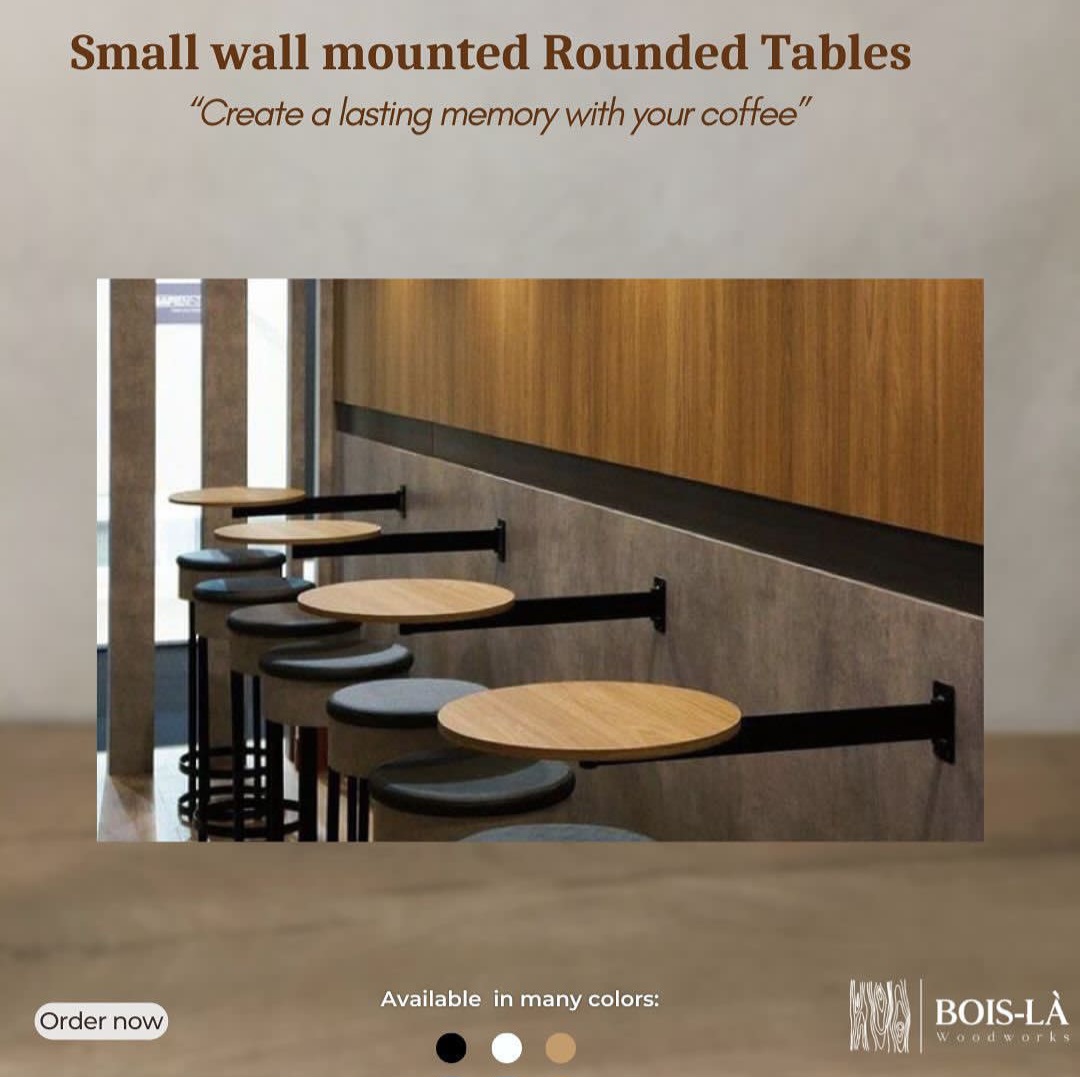 Small wall mounted Rounded Tables
“Create a lasting memory with your coffee”
Available in many colors:
Order now
BOIS-LÀ
Woodworks